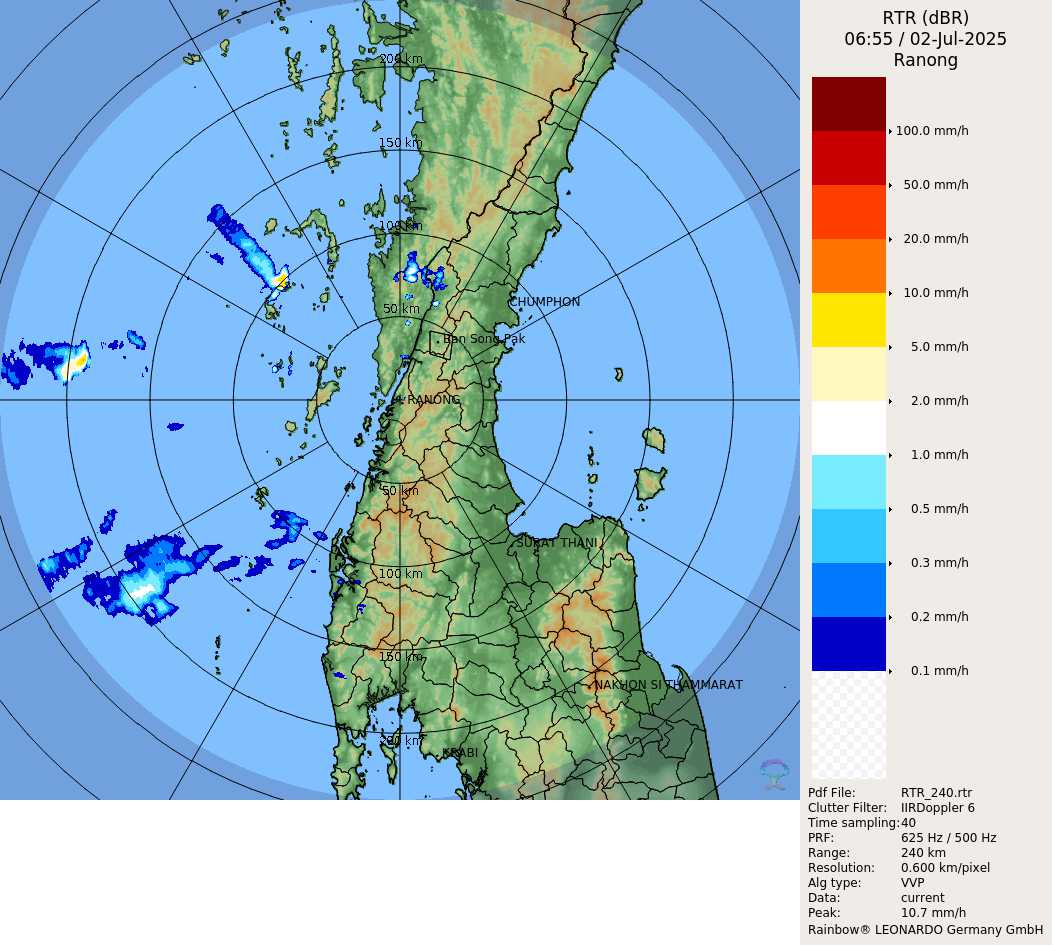 RTR (dBR)
06:55 / 02-Jul-2025
Ranong
200 km
150 km
100 km
50 km
CHUMPHON
Ban Song Pak
RANONG
50 km
SURAT THANI
100 km
150 km
NAKHON SI THAMMARAT
200 km
KRABI
100.0 mm/h
50.0 mm/h
20.0 mm/h
10.0 mm/h
5.0 mm/h
2.0 mm/h
1.0 mm/h
0.5 mm/h
0.3 mm/h
0.2 mm/h
0.1 mm/h
Pdf File: RTR_240.rtr
Clutter Filter: IIRDoppler 6
Time sampling:40
PRF: 625 Hz / 500 Hz
Range: 240 km
Resolution: 0.600 km/pixel
Alg type: VVP
Data: current
Peak: 10.7 mm/h
Rainbow® LEONARDO Germany GmbH